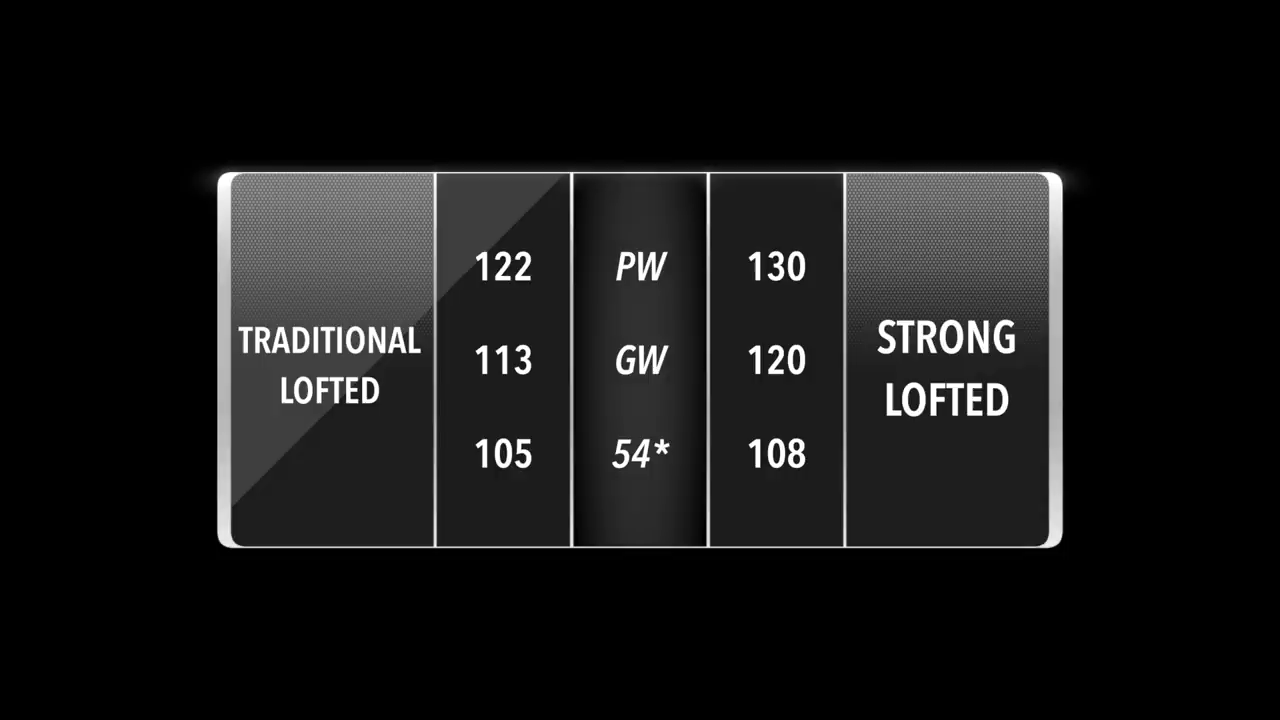 122 PW 130
TRADITIONAL
LOFTED
113 GW 120
STRONG
LOFTED
105 54* 108